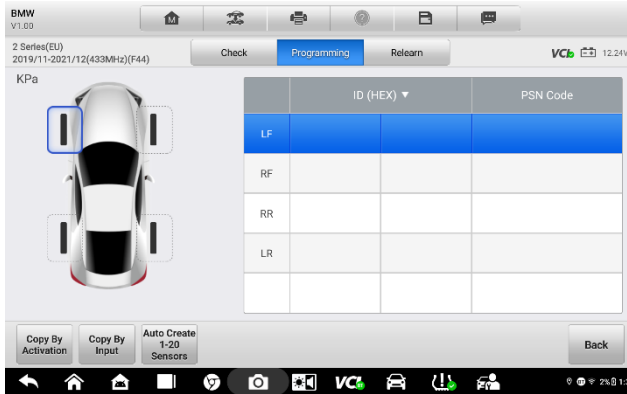 BMW
V1.00
2 Series(EU)
2019/11-2021/12(433MHz)(F44)
Check
Programming
Relearn
VCI
12.24V
KPa
ID (HEX) ▼
PSN Code
LF
RF
RR
LR
Copy By
Activation
Copy By
Input
Auto Create
1-20
Sensors
Back
VCI
2%